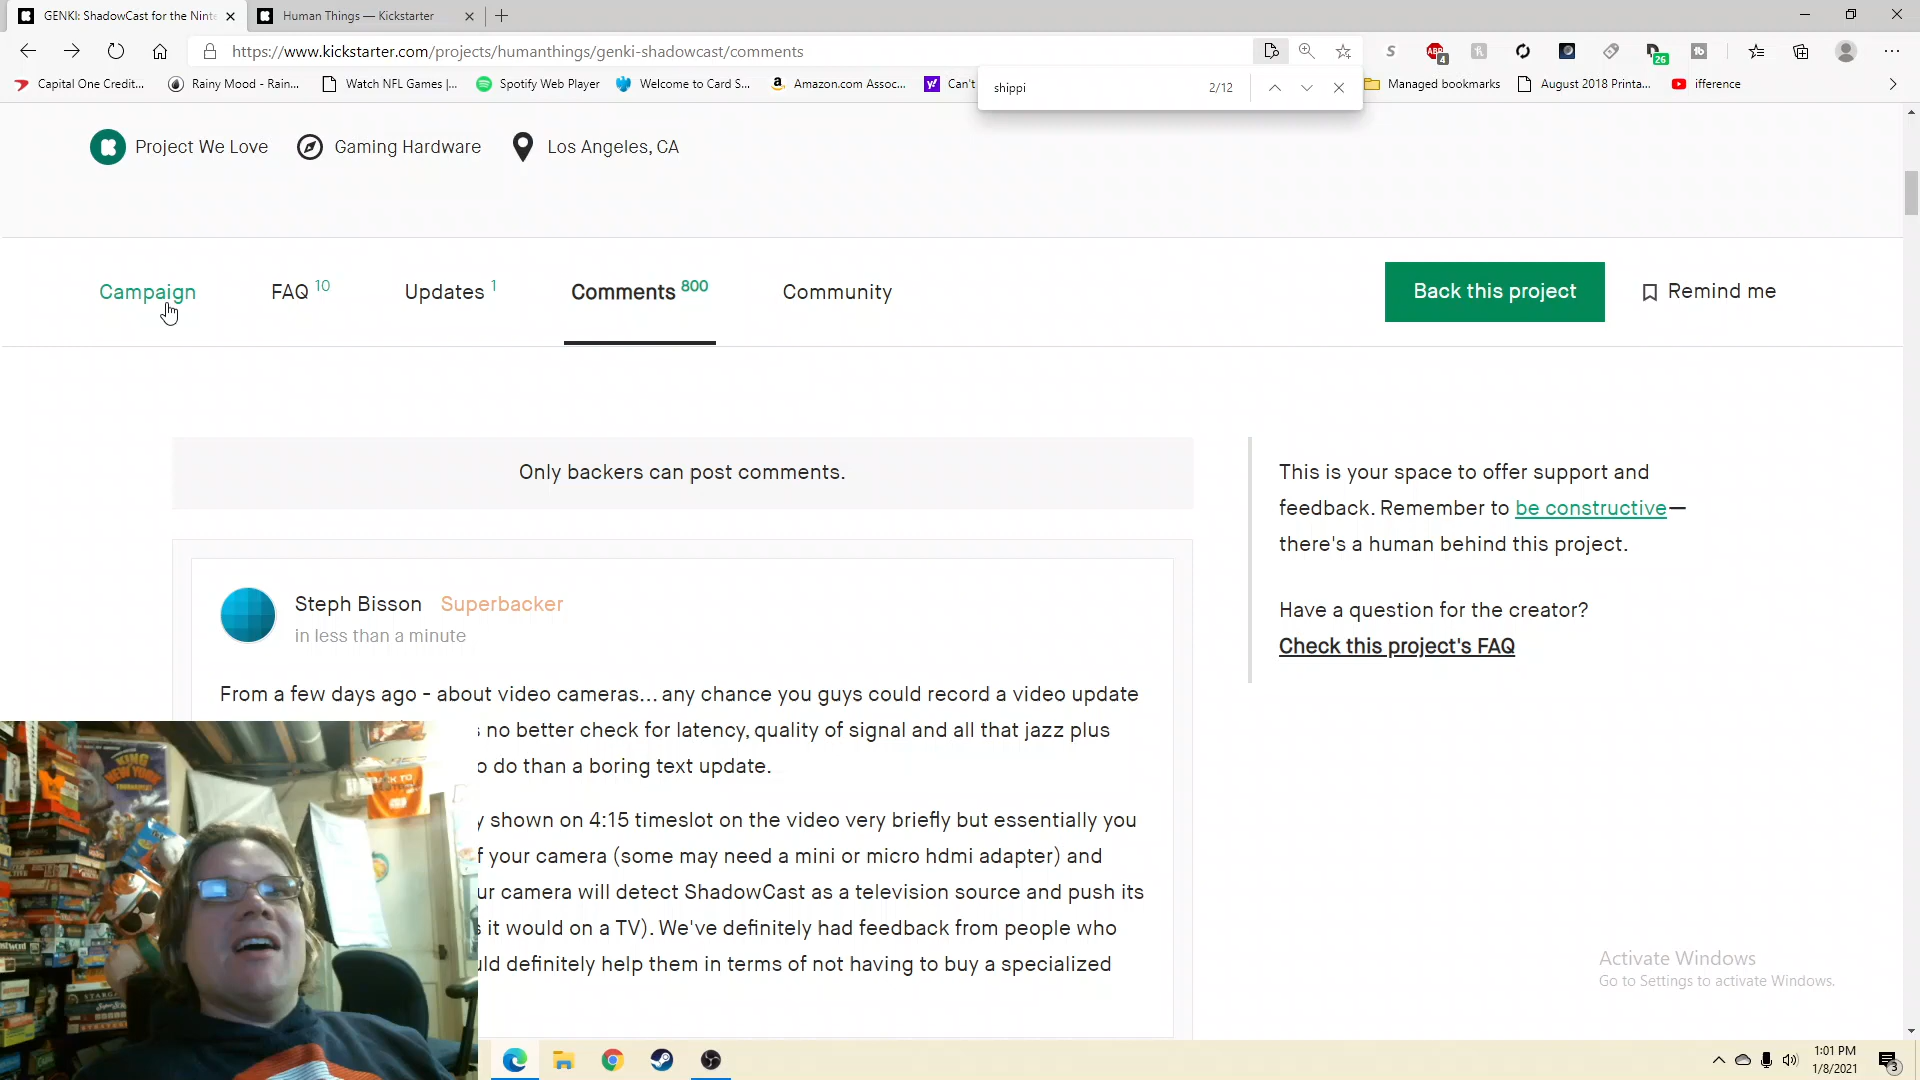 GENKI: ShadowCast for the Ninte
Human Things — Kickstarter
https://www.kickstarter.com/projects/humanthings/genki-shadowcast/comments
Capital One Credit...
Rainy Mood - Rain...
Watch NFL Games |...
Spotify Web Player
Welcome to Card S...
Amazon.com Assoc...
Can't
Managed bookmarks
August 2018 Printa...
ifference
shippi
2/12
ABP
4
26
Project We Love
Gaming Hardware
Los Angeles, CA
Campaign
FAQ 10
Updates 1
Comments 800
Community
Back this project
Remind me
Only backers can post comments.
This is your space to offer support and
feedback. Remember to be constructive—
there's a human behind this project.
Have a question for the creator?
Check this project's FAQ
Steph Bisson Superbacker
in less than a minute
From a few days ago - about video cameras... any chance you guys could record a video update
no better check for latency, quality of signal and all that jazz plus
o do than a boring text update.
y shown on 4:15 timeslot on the video very briefly but essentially you
f your camera (some may need a mini or micro hdmi adapter) and
ur camera will detect ShadowCast as a television source and push its
it would on a TV). We've definitely had feedback from people who
uld definitely help them in terms of not having to buy a specialized
KING
NEW YORK
BACK TO
Activate Windows
Go to Settings to activate Windows.
1:01 PM
1/8/2021
3